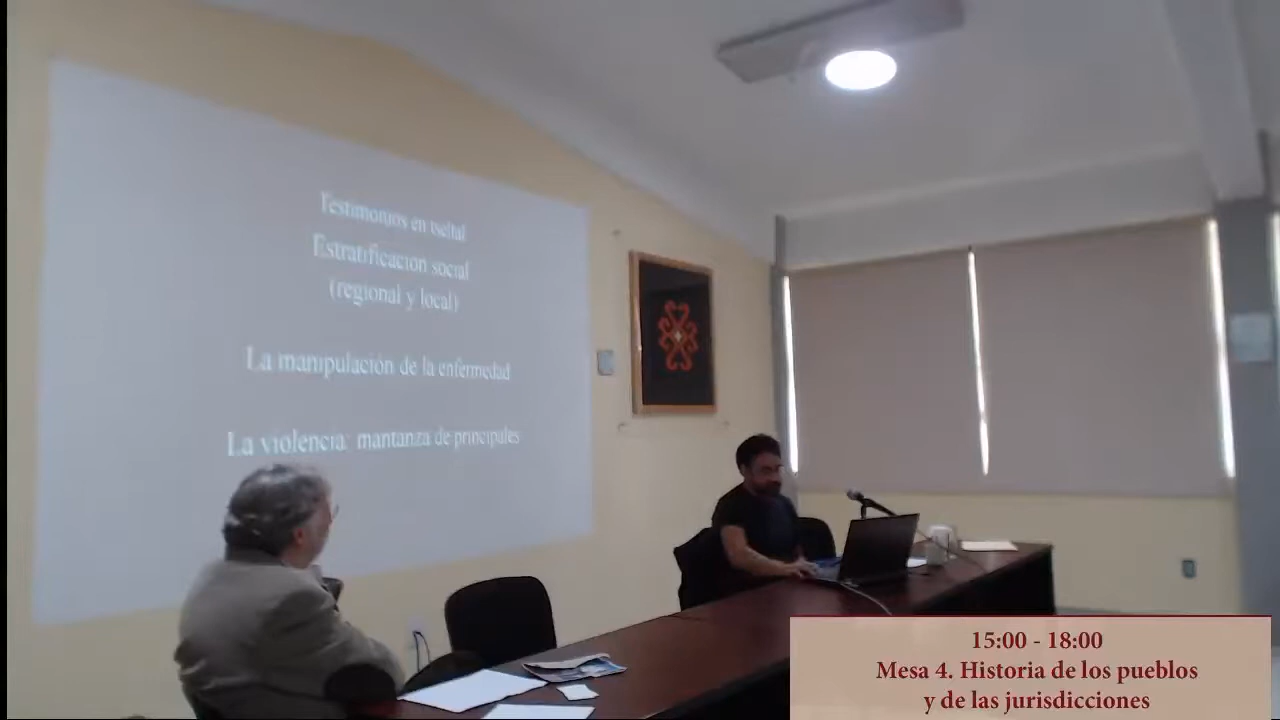 Testimonios en tseltal
Estratificación social
(regional y local)
La manipulación de la enfermedad
La violencia: mantanza de principales
15:00 - 18:00
Mesa 4. Historia de los pueblos
y de las jurisdicciones